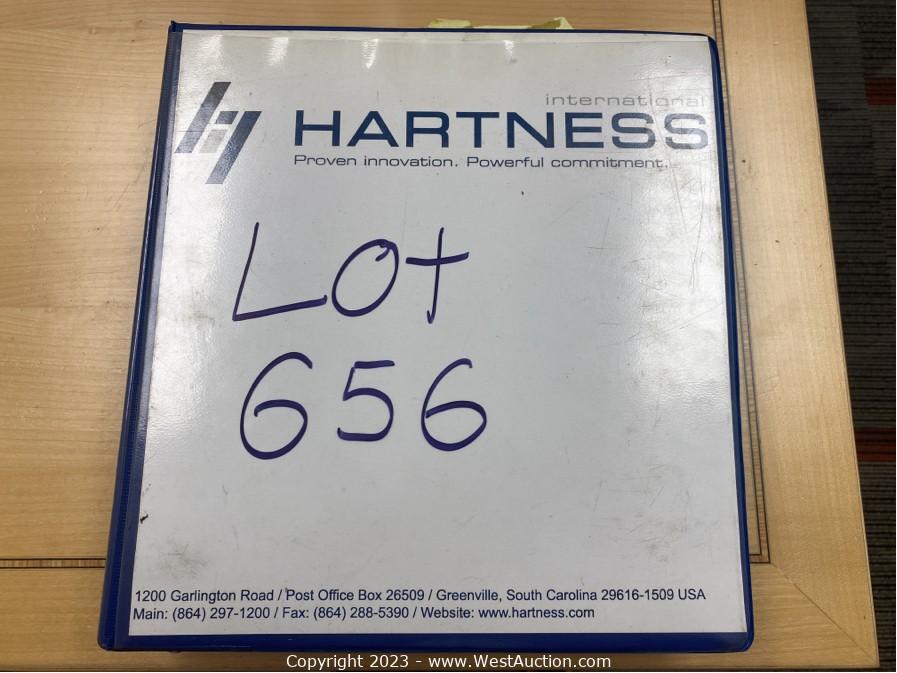 international
HARTNESS
Proven innovation. Powerful commitment.
Lot
656
1200 Garlington Road / Post Office Box 26509 / Greenville, South Carolina 29616-1509 USA
Main: (864) 297-1200 / Fax: (864) 288-5390 / Website: www.hartness.com
Copyright 2023 - www.WestAuction.com